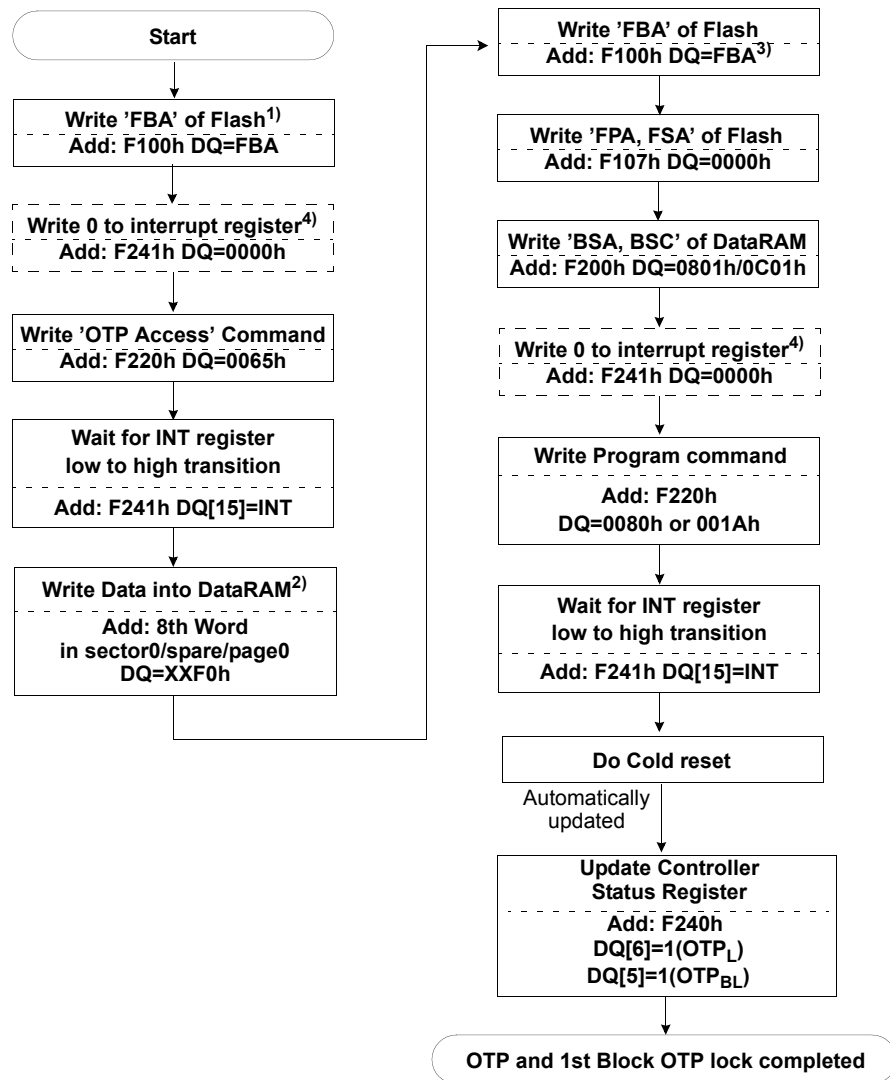 Start
Write ’FBA’ of Flash1)
Add: F100h DQ=FBA
Write 0 to interrupt register4)
Add: F241h DQ=0000h
Write ’OTP Access’ Command
Add: F220h DQ=0065h
Wait for INT register
low to high transition
Add: F241h DQ[15]=INT
Write Data into DataRAM2)
Add: 8th Word
in sector0/spare/page0
DQ=XXF0h
Write ’FBA’ of Flash
Add: F100h DQ=FBA3)
Write ’FPA, FSA’ of Flash
Add: F107h DQ=0000h
Write ’BSA, BSC’ of DataRAM
Add: F200h DQ=0801h/0C01h
Write 0 to interrupt register4)
Add: F241h DQ=0000h
Write Program command
Add: F220h
DQ=0080h or 001Ah
Wait for INT register
low to high transition
Add: F241h DQ[15]=INT
Do Cold reset
Automatically
updated
Update Controller
Status Register
Add: F240h
DQ[6]=1(OTPL)
DQ[5]=1(OTPBL)
OTP and 1st Block OTP lock completed